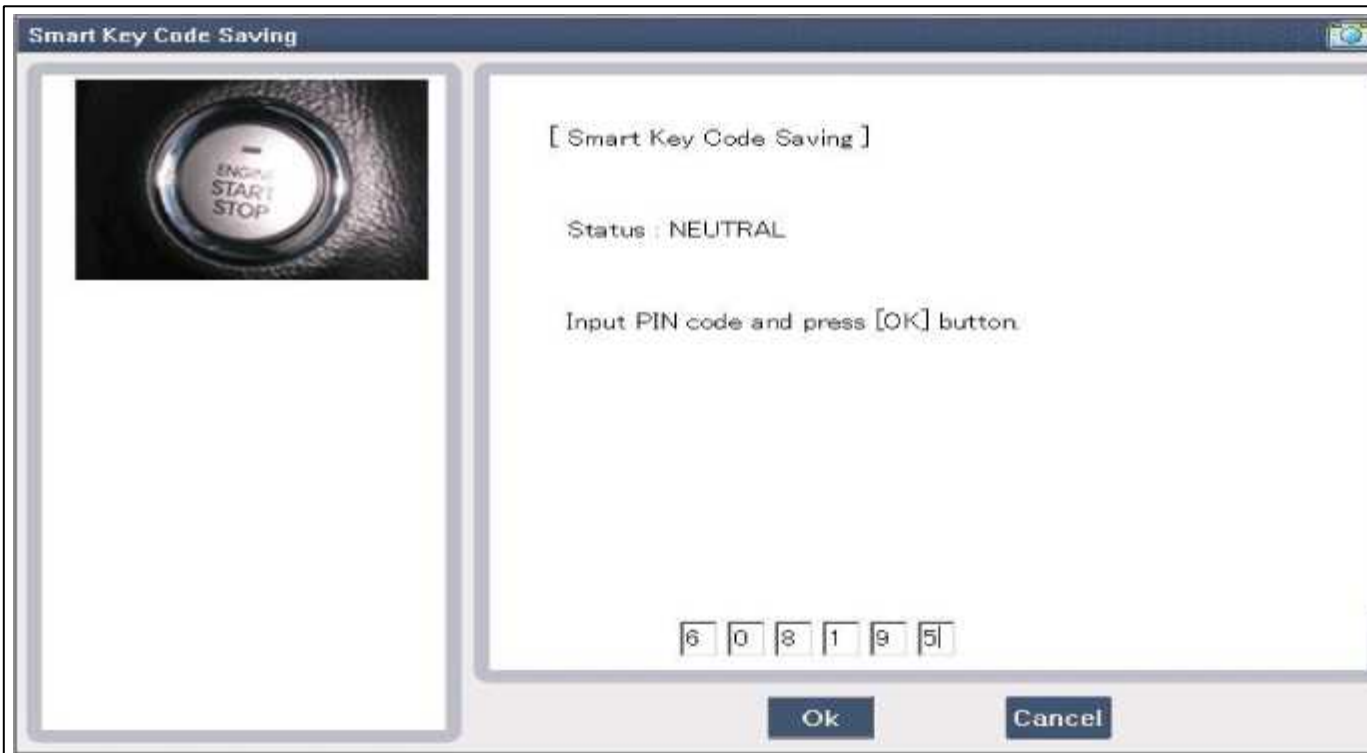 Smart Key Code Saving
ENGINE
START
STOP
[ Smart Key Code Saving ]
Status : NEUTRAL
Input PIN code and press [OK] button.
6 0 8 1 9 5
Ok Cancel